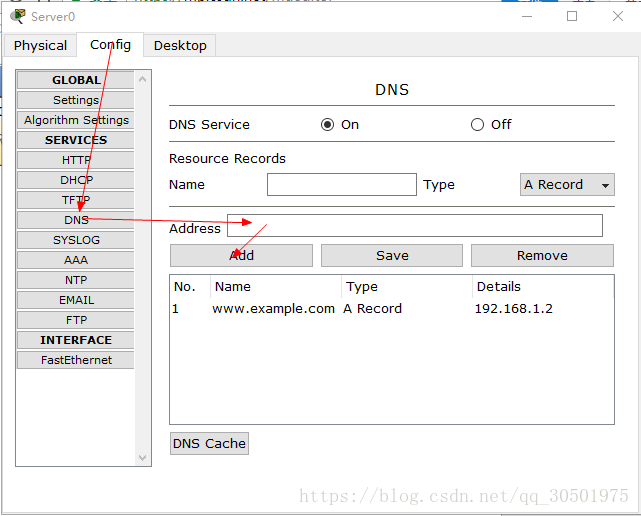 Server0
Physical Config Desktop
GLOBAL
Settings
Algorithm Settings
SERVICES
HTTP
DHCP
TFTP
DNS
SYSLOG
AAA
NTP
EMAIL
FTP
INTERFACE
FastEthernet
DNS
DNS Service On Off
Resource Records
Name Type A Record
Address
Add Save Remove
No. Name Type Details
1 www.example.com A Record 192.168.1.2
DNS Cache
https://blog.csdn.net/qq_30501975